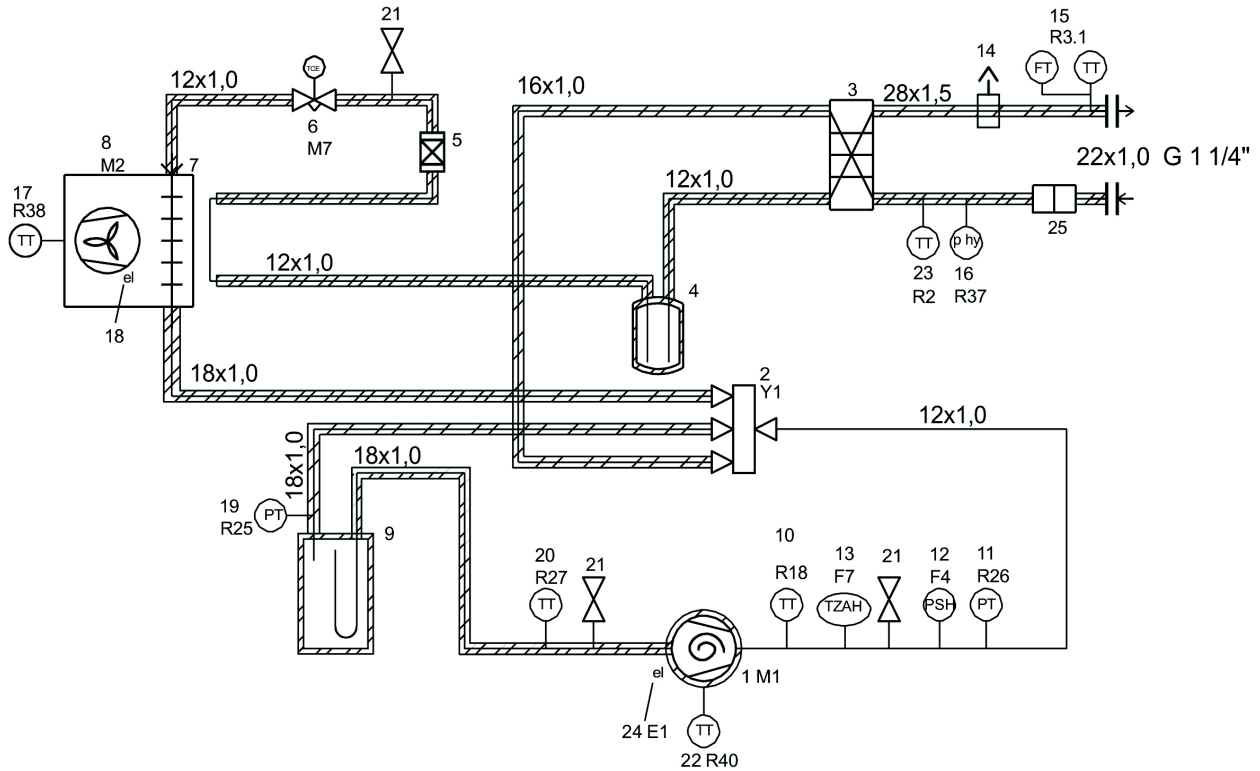 21
15
R3.1
14
FT
TT
TCE
12x1,0
16x1,0
3
28x1,5
6
M7
5
8
M2
7
22x1,0 G 1 1/4"
17
R38
TT
12x1,0
25
TT
p hy
23
R2
16
R37
el
18
12x1,0
4
18x1,0
2
Y1
12x1,0
18x1,0
18x1,0
19
R25
PT
9
20
R27
TT
21
10
R18
TT
13
F7
TZAH
21
12
F4
PSH
11
R26
PT
el
1 M1
24 E1
TT
22 R40